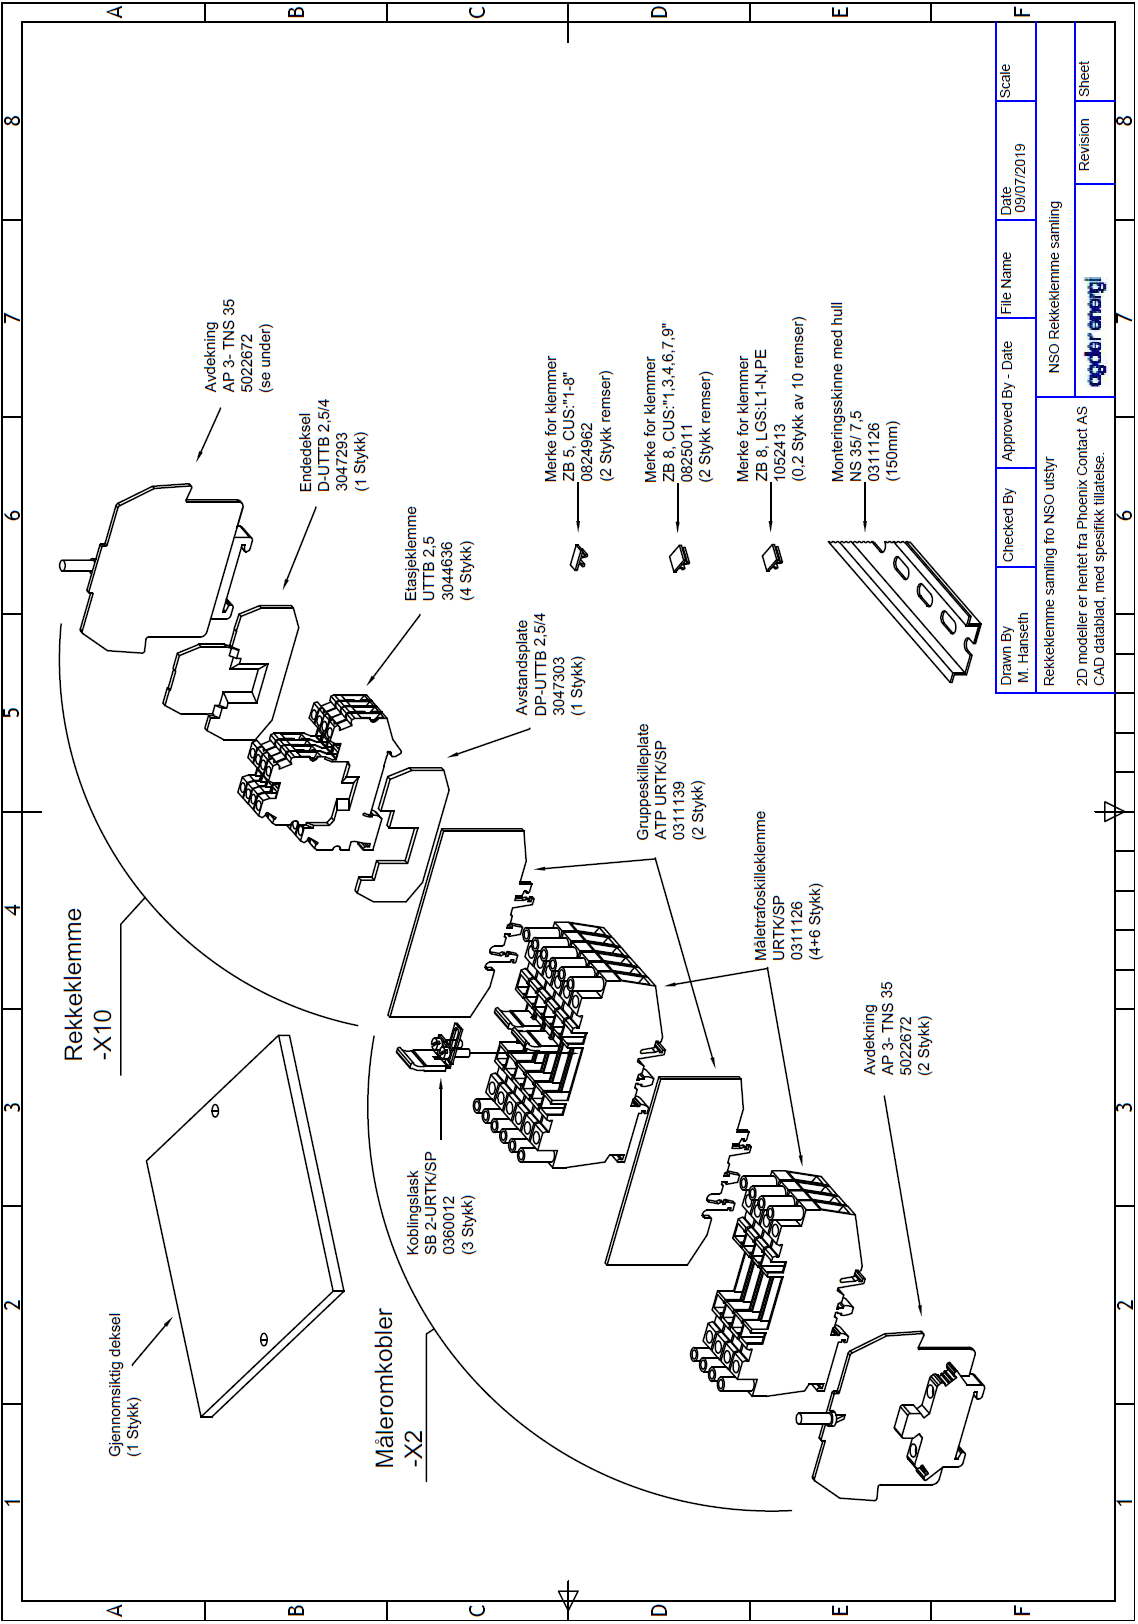 A
B
C
D
E
F
1
2
3
4
5
6
7
8
Gjennomsiktig deksel
(1 Stykk)
Rekkeklemme
-X10
Måleromkobler
-X2
Koblingslask
SB 2-URTK/SP
0360012
(3 Stykk)
Avdekning
AP 3- TNS 35
5022672
(2 Stykk)
Måletrafoskilleklemme
URTK/SP
0311126
(4+6 Stykk)
Gruppeskilleplate
ATP URTK/SP
0311139
(2 Stykk)
Avstandsplate
DP-UTTB 2,5/4
3047303
(1 Stykk)
Etasjeklemme
UTTB 2,5
3044636
(4 Stykk)
Endedeksel
D-UTTB 2,5/4
3047293
(1 Stykk)
Avdekning
AP 3- TNS 35
5022672
(se under)
Merke for klemmer
ZB 5, CUS:"1-8"
0824962
(2 Stykk remser)
Merke for klemmer
ZB 8, CUS:"1,3,4,6,7,9"
0825011
(2 Stykk remser)
Merke for klemmer
ZB 8, LGS:L1-N,PE
1052413
(0,2 Stykk av 10 remser)
Monteringsskinne med hull
NS 35/ 7,5
0311126
(150mm)
Drawn By
M. Hanseth
Checked By
Approved By - Date
File Name
Date
09/07/2019
Scale
Rekkeklemme samling fro NSO utstyr
2D modeller er hentet fra Phoenix Contact AS
CAD datablad, med spesifikk tillatelse.
NSO Rekkeklemme samling
agder energi
Revision
Sheet
A
B
C
D
E
F
1
2
3
4
5
6
7
8